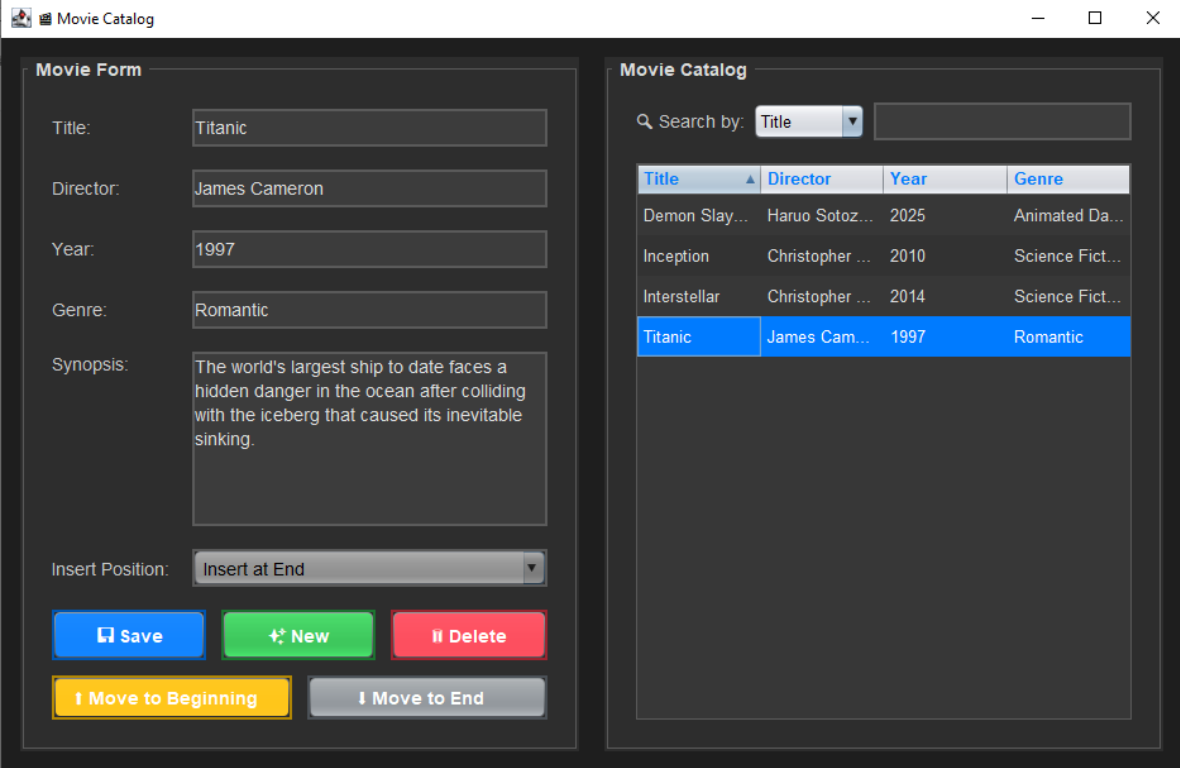 Movie Catalog
Movie Form
Title:
Titanic
Director:
James Cameron
Year:
1997
Genre:
Romantic
Synopsis:
The world's largest ship to date faces a
hidden danger in the ocean after colliding
with the iceberg that caused its inevitable
sinking.
Insert Position:
Insert at End
Save
New
Delete
Move to Beginning
Move to End
Movie Catalog
Search by:
Title
Title Director Year Genre
Demon Slay... Haruo Sotoz... 2025 Animated Da...
Inception Christopher ... 2010 Science Fict...
Interstellar Christopher ... 2014 Science Fict...
Titanic James Cam... 1997 Romantic